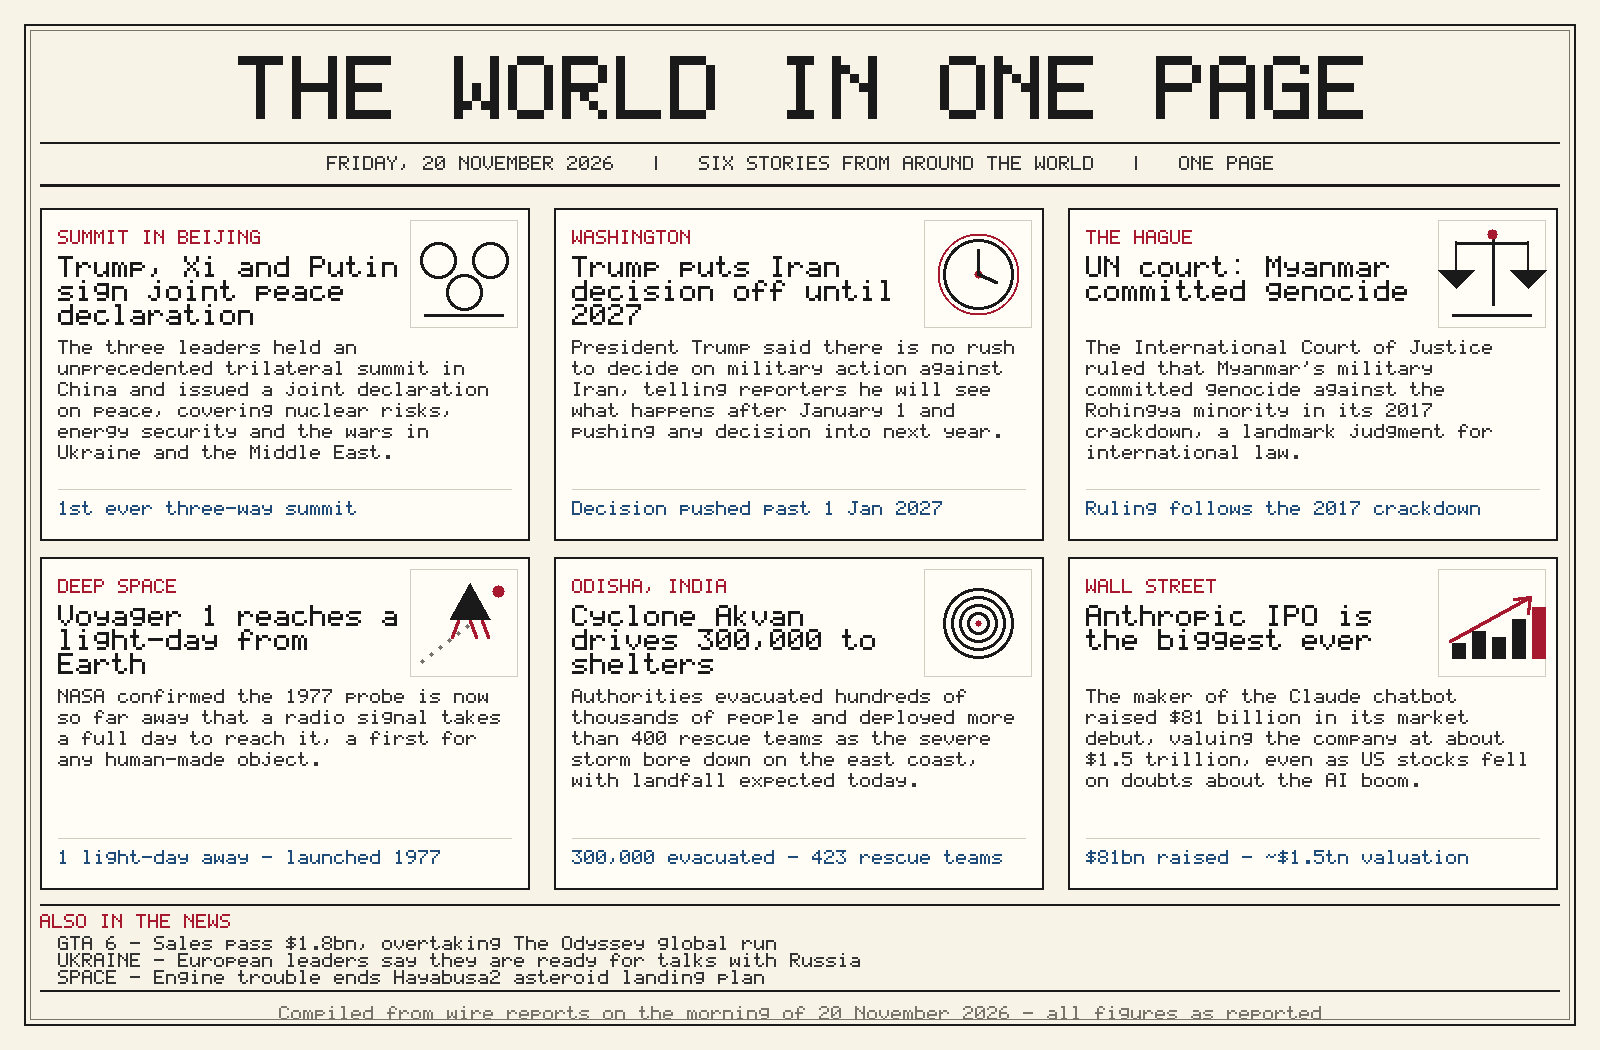 THE WORLD IN ONE PAGE
FRIDAY, 20 NOVEMBER 2026 | SIX STORIES FROM AROUND THE WORLD | ONE PAGE
SUMMIT IN BEIJING
Trump, Xi and Putin
sign joint peace
declaration
The three leaders held an
unprecedented trilateral summit in
China and issued a joint declaration
on peace, covering nuclear risks,
energy security and the wars in
Ukraine and the Middle East.
1st ever three-way summit
WASHINGTON
Trump puts Iran
decision off until
2027
President Trump said there is no rush
to decide on military action against
Iran, telling reporters he will see
what happens after January 1 and
pushing any decision into next year.
Decision pushed past 1 Jan 2027
THE HAGUE
UN court: Myanmar
committed genocide
The International Court of Justice
ruled that Myanmar's military
committed genocide against the
Rohingya minority in its 2017
crackdown, a landmark judgment for
international law.
Ruling follows the 2017 crackdown
DEEP SPACE
Voyager 1 reaches a
light-day from
Earth
NASA confirmed the 1977 probe is now
so far away that a radio signal takes
a full day to reach it, a first for
any human-made object.
1 light-day away - launched 1977
ODISHA, INDIA
Cyclone Akvan
drives 300,000 to
shelters
Authorities evacuated hundreds of
thousands of people and deployed more
than 400 rescue teams as the severe
storm bore down on the east coast,
with landfall expected today.
300,000 evacuated - 423 rescue teams
WALL STREET
Anthropic IPO is
the biggest ever
The maker of the Claude chatbot
raised $81 billion in its market
debut, valuing the company at about
$1.5 trillion, even as US stocks fell
on doubts about the AI boom.
$81bn raised - ~$1.5tn valuation
ALSO IN THE NEWS
GTA 6 - Sales pass $1.8bn, overtaking The Odyssey global run
UKRAINE - European leaders say they are ready for talks with Russia
SPACE - Engine trouble ends Hayabusa2 asteroid landing plan
Compiled from wire reports on the morning of 20 November 2026 - all figures as reported